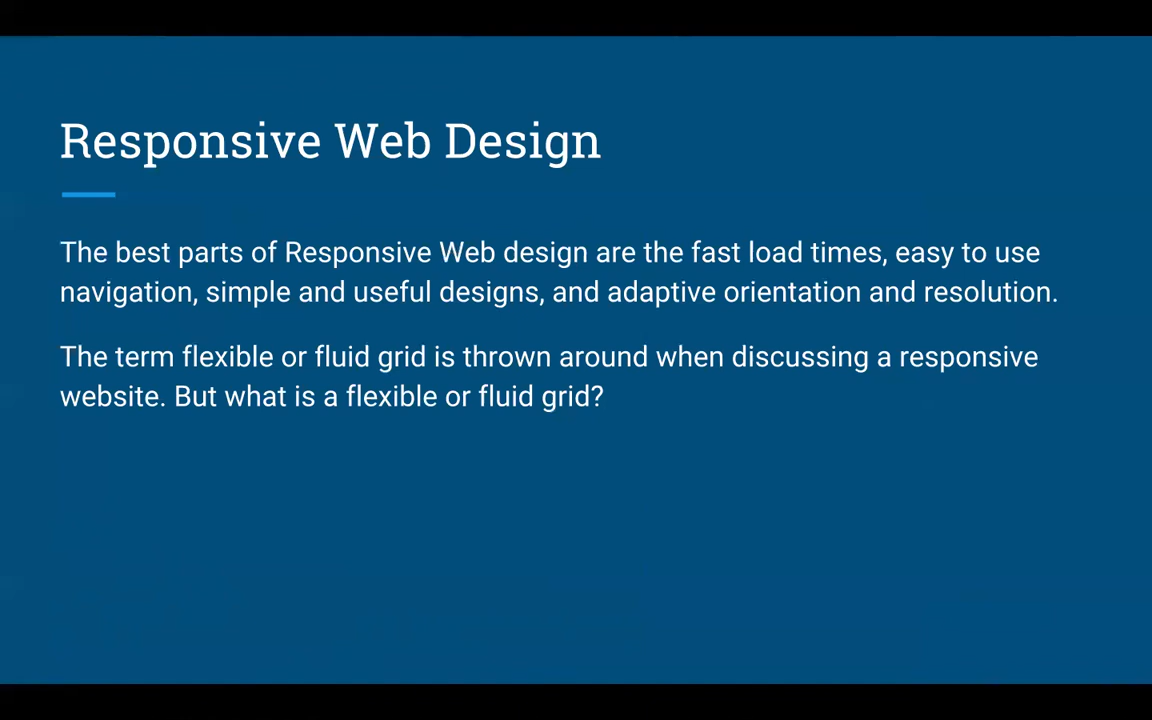 Responsive Web Design
The best parts of Responsive Web design are the fast load times, easy to use
navigation, simple and useful designs, and adaptive orientation and resolution.
The term flexible or fluid grid is thrown around when discussing a responsive
website. But what is a flexible or fluid grid?